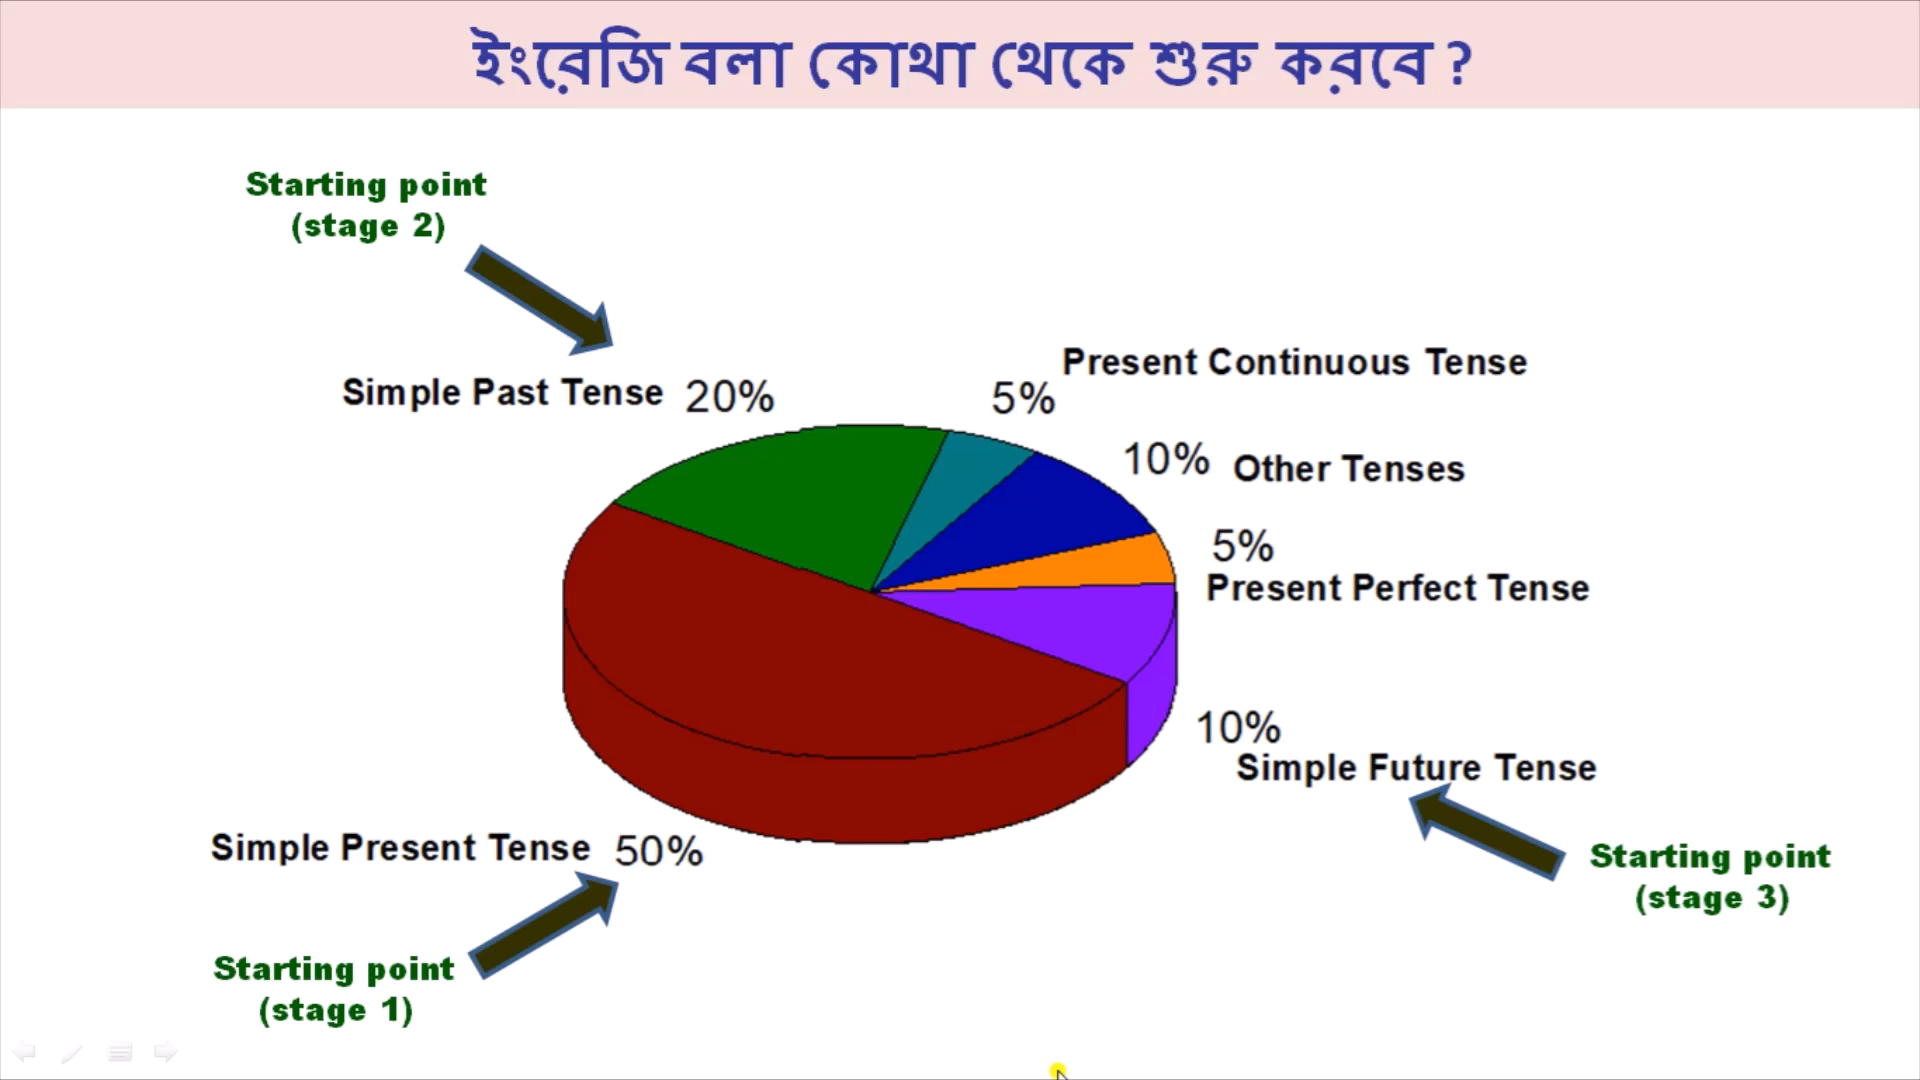 ইংরেজি বলা কোথা থেকে শুরু করবে ?
Starting point
(stage 2)
Simple Past Tense 20%
5% Present Continuous Tense
10% Other Tenses
5%
Present Perfect Tense
10%
Simple Future Tense
Simple Present Tense 50%
Starting point
(stage 3)
Starting point
(stage 1)